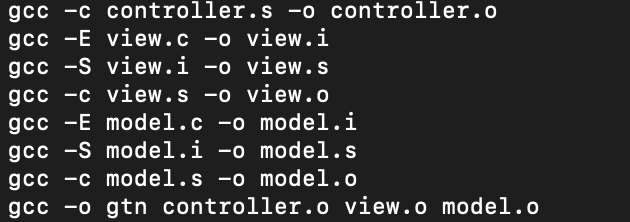 gcc -c controller.s -o controller.o
gcc -E view.c -o view.i
gcc -S view.i -o view.s
gcc -c view.s -o view.o
gcc -E model.c -o model.i
gcc -S model.i -o model.s
gcc -c model.s -o model.o
gcc -o gtn controller.o view.o model.o